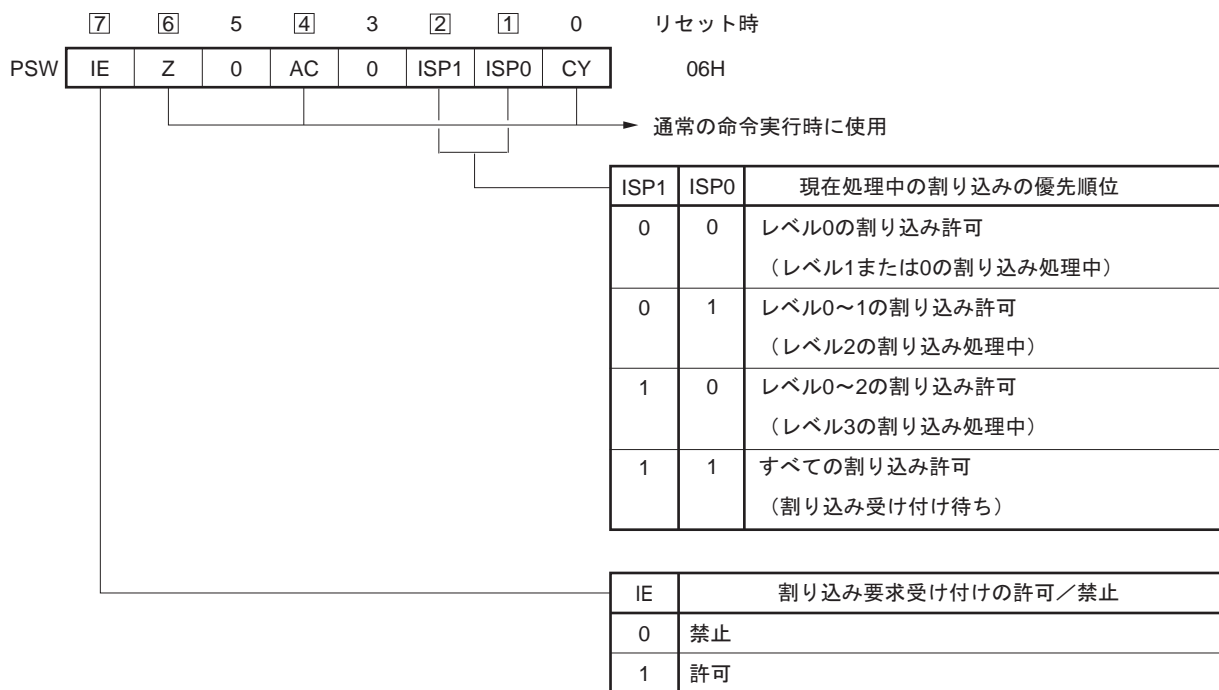 7 6 5 4 3 2 1 0 リセット時
PSW IE Z 0 AC 0 ISP1 ISP0 CY 06H
通常の命令実行時に使用
ISP1 ISP0 現在処理中の割り込みの優先順位
0 0 レベル0の割り込み許可
（レベル1または0の割り込み処理中）
0 1 レベル0～1の割り込み許可
（レベル2の割り込み処理中）
1 0 レベル0～2の割り込み許可
（レベル3の割り込み処理中）
1 1 すべての割り込み許可
（割り込み受け付け待ち）
IE 割り込み要求受け付けの許可／禁止
0 禁止
1 許可